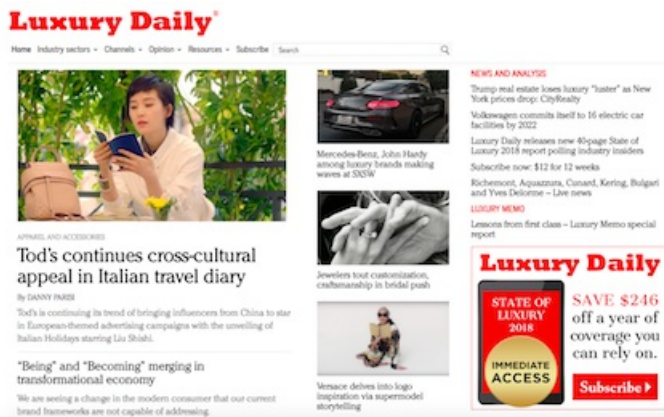 Luxury Daily®
Home Industry sectors Channels Opinion Resources Subscribe Search
APPAREL AND ACCESSORIES
Tod's continues cross-cultural
appeal in Italian travel diary
By DANNY PARISI
Tod's is continuing its trend of bringing influencers from China to star
in European-themed advertising campaigns with the unveiling of
Italian Holidays starring Liu Shishi.
"Being" and "Becoming" merging in
transformational economy
We are seeing a change in the modern consumer that our current
brand frameworks are not capable of addressing.
Mercedes-Benz, John Hardy
among luxury brands making
waves at SXSW
Jewelers tout customization,
craftsmanship in bridal push
Versace delves into logo
inspiration via supermodel
storytelling
NEWS AND ANALYSIS
Trump real estate loses luxury "luster" as New
York prices drop: CityRealty
Volkswagen commits itself to 16 electric car
facilities by 2022
Luxury Daily releases new 40-page State of
Luxury 2018 report polling industry insiders
Subscribe now: $12 for 12 weeks
Richemont, Aquazzura, Cunard, Kering, Bulgari
and Yves Delorme – Live news
LUXURY MEMO
Lessons from first class – Luxury Memo special
report
Luxury Daily
STATE OF
LUXURY
2018
IMMEDIATE
ACCESS
SAVE $246
off a year of
coverage you
can rely on.
Subscribe